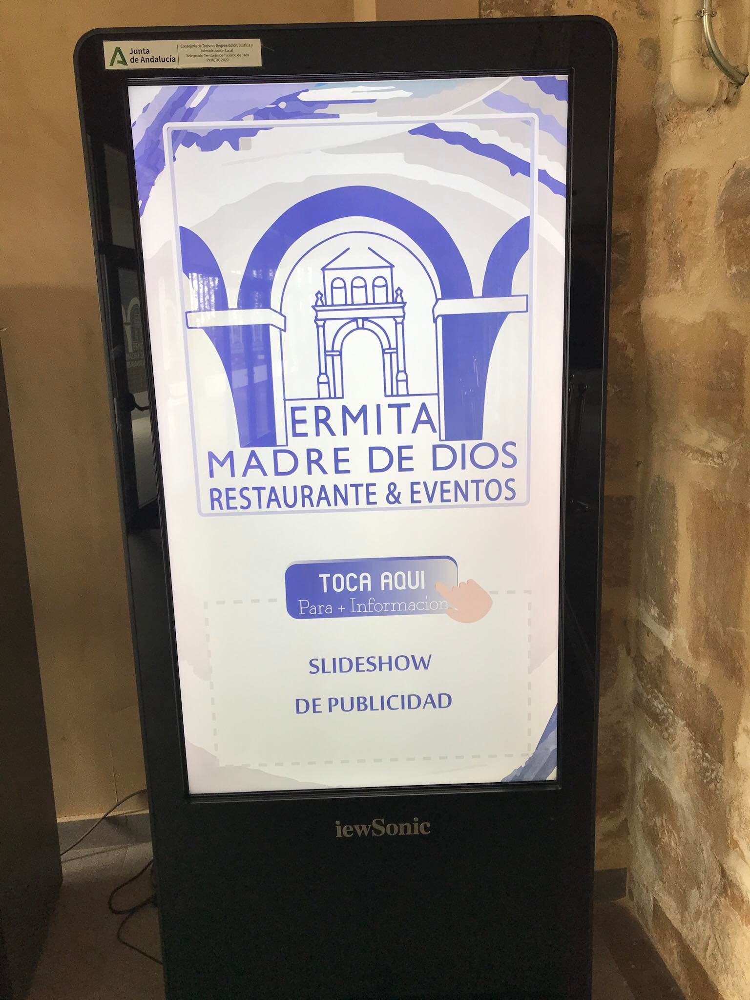 Junta
de Andalucía
Consejería de Turismo, Regeneración, Justicia y
Administración Local
Delegación Territorial de Turismo de Jaén
PYMETIC 2020
ERMITA
MADRE DE DIOS
RESTAURANTE & EVENTOS
TOCA AQUI
Para + Informacion
SLIDESHOW
DE PUBLICIDAD
iewSonic